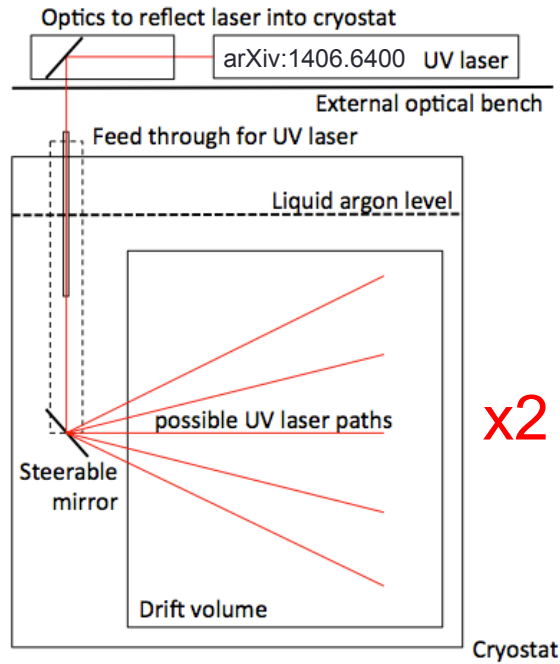 Optics to reflect laser into cryostat
arXiv:1406.6400 UV laser
External optical bench
Feed through for UV laser
Liquid argon level
possible UV laser paths
x2
Steerable
mirror
Drift volume
Cryostat